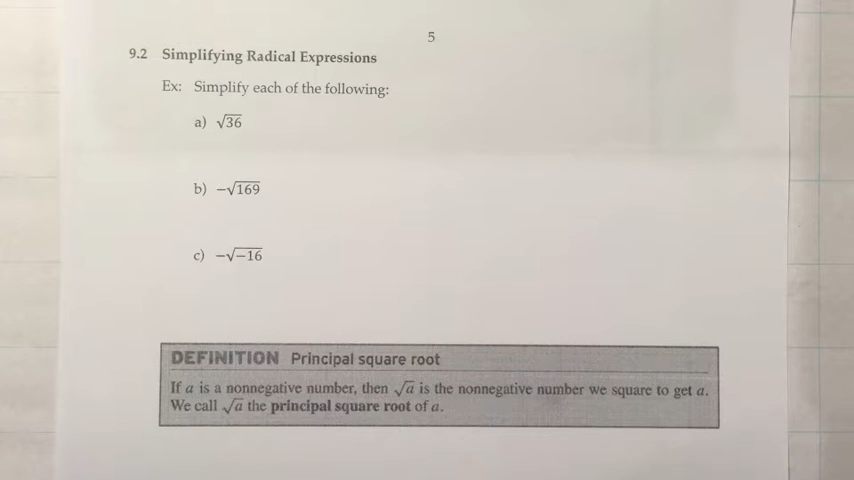 5
9.2 Simplifying Radical Expressions
Ex: Simplify each of the following:
a) √36
b) −√169
c) −√−16
DEFINITION Principal square root
If a is a nonnegative number, then √a is the nonnegative number we square to get a.
We call √a the principal square root of a.